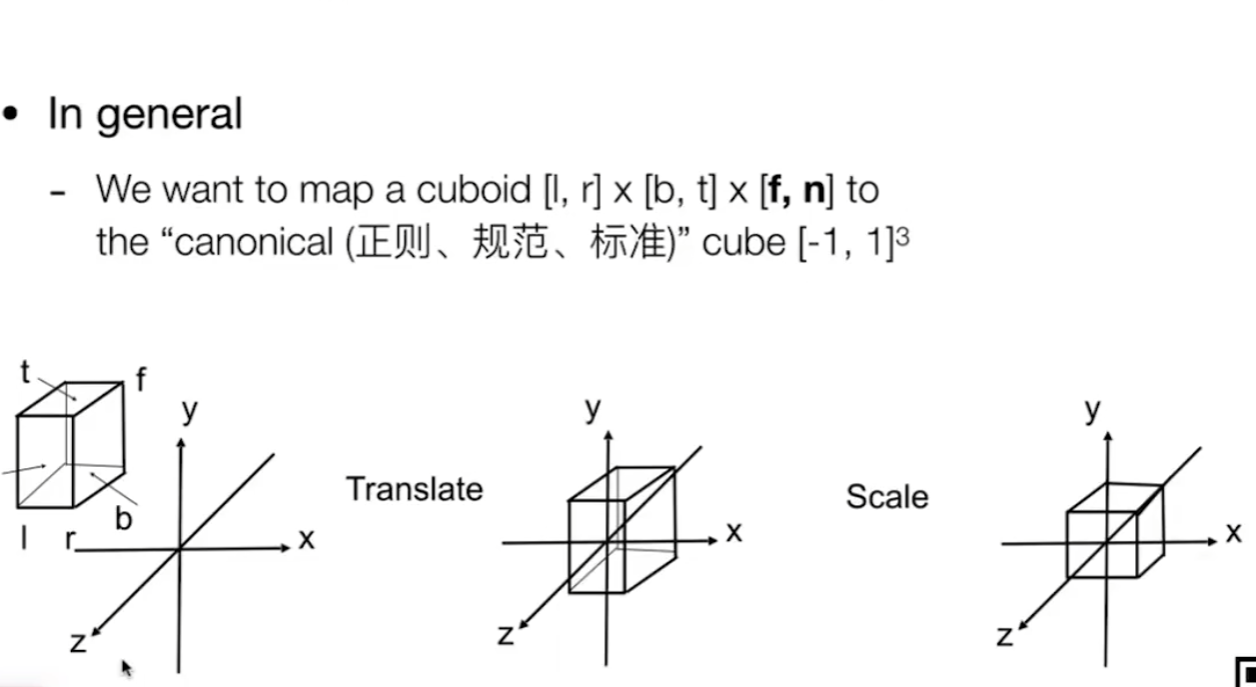 • In general
- We want to map a cuboid [l, r] x [b, t] x [f, n] to
the “canonical (正则、规范、标准)” cube [-1, 1]³
t
f
y
b
l
r
x
z
Translate
y
x
z
Scale
y
x
z